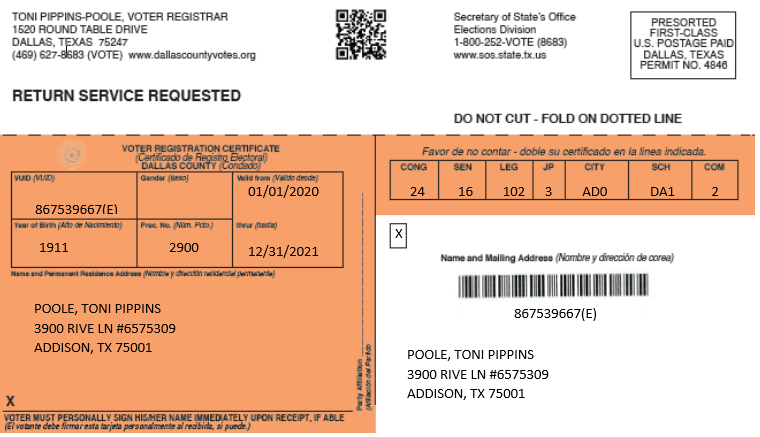 TONI PIPPINS-POOLE, VOTER REGISTRAR
1520 ROUND TABLE DRIVE
DALLAS, TEXAS 75247
(469) 627-8683 (VOTE) www.dallascountyvotes.org
RETURN SERVICE REQUESTED
Secretary of State's Office
Elections Division
1-800-252-VOTE (8683)
www.sos.state.tx.us
PRESORTED
FIRST-CLASS
U.S. POSTAGE PAID
DALLAS, TEXAS
PERMIT NO. 4846
DO NOT CUT - FOLD ON DOTTED LINE
VOTER REGISTRATION CERTIFICATE
(Certificado de Registro Electoral)
DALLAS COUNTY (Condado)
VUID (VUID) Gender (Sexo) Valid from (Válido desde)
01/01/2020
867539667(E)
Year of Birth (Año de Nacimiento) Prec. No. (Núm. Pcto.) thru (hasta)
1911 2900 12/31/2021
Name and Permanent Residence Address (Nombre y dirección residencial permanente)
POOLE, TONI PIPPINS
3900 RIVE LN #6575309
ADDISON, TX 75001
Party Affiliation
(Afiliación del Partido)
X
VOTER MUST PERSONALLY SIGN HIS/HER NAME IMMEDIATELY UPON RECEIPT, IF ABLE
(El votante debe firmar esta tarjeta personalmente al recibirla, si puede.)
Favor de no contar - doble su certificado en la linea indicada.
CONG SEN LEG JP CITY SCH COM
24 16 102 3 AD0 DA1 2
X
Name and Mailing Address (Nombre y dirección de corea)
867539667(E)
POOLE, TONI PIPPINS
3900 RIVE LN #6575309
ADDISON, TX 75001